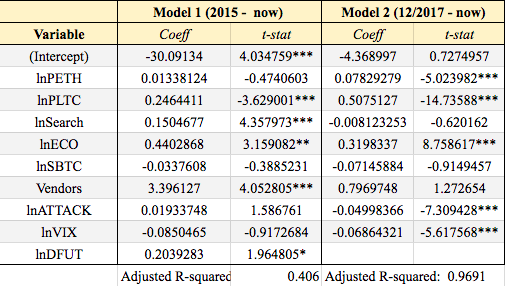 Model 1 (2015 - now) Model 2 (12/2017 - now)
Variable Coeff t-stat Coeff t-stat
(Intercept) -30.09134 4.034759*** -4.368997 0.7274957
lnPETH 0.01338124 -0.4740603 0.07829279 -5.023982***
lnPLTC 0.2464411 -3.629001*** 0.5075127 -14.73588***
lnSearch 0.1504677 4.357973*** -0.008123253 -0.620162
lnECO 0.4402868 3.159082** 0.3198337 8.758617***
lnSBTC -0.0337608 -0.3885231 -0.07145884 -0.9149457
Vendors 3.396127 4.052805*** 0.7969748 1.272654
lnATTACK 0.01933748 1.586761 -0.04998366 -7.309428***
lnVIX -0.0850465 -0.9172684 -0.06864321 -5.617568***
lnDFUT 0.2039283 1.964805*
Adjusted R-squared 0.406 Adjusted R-squared: 0.9691